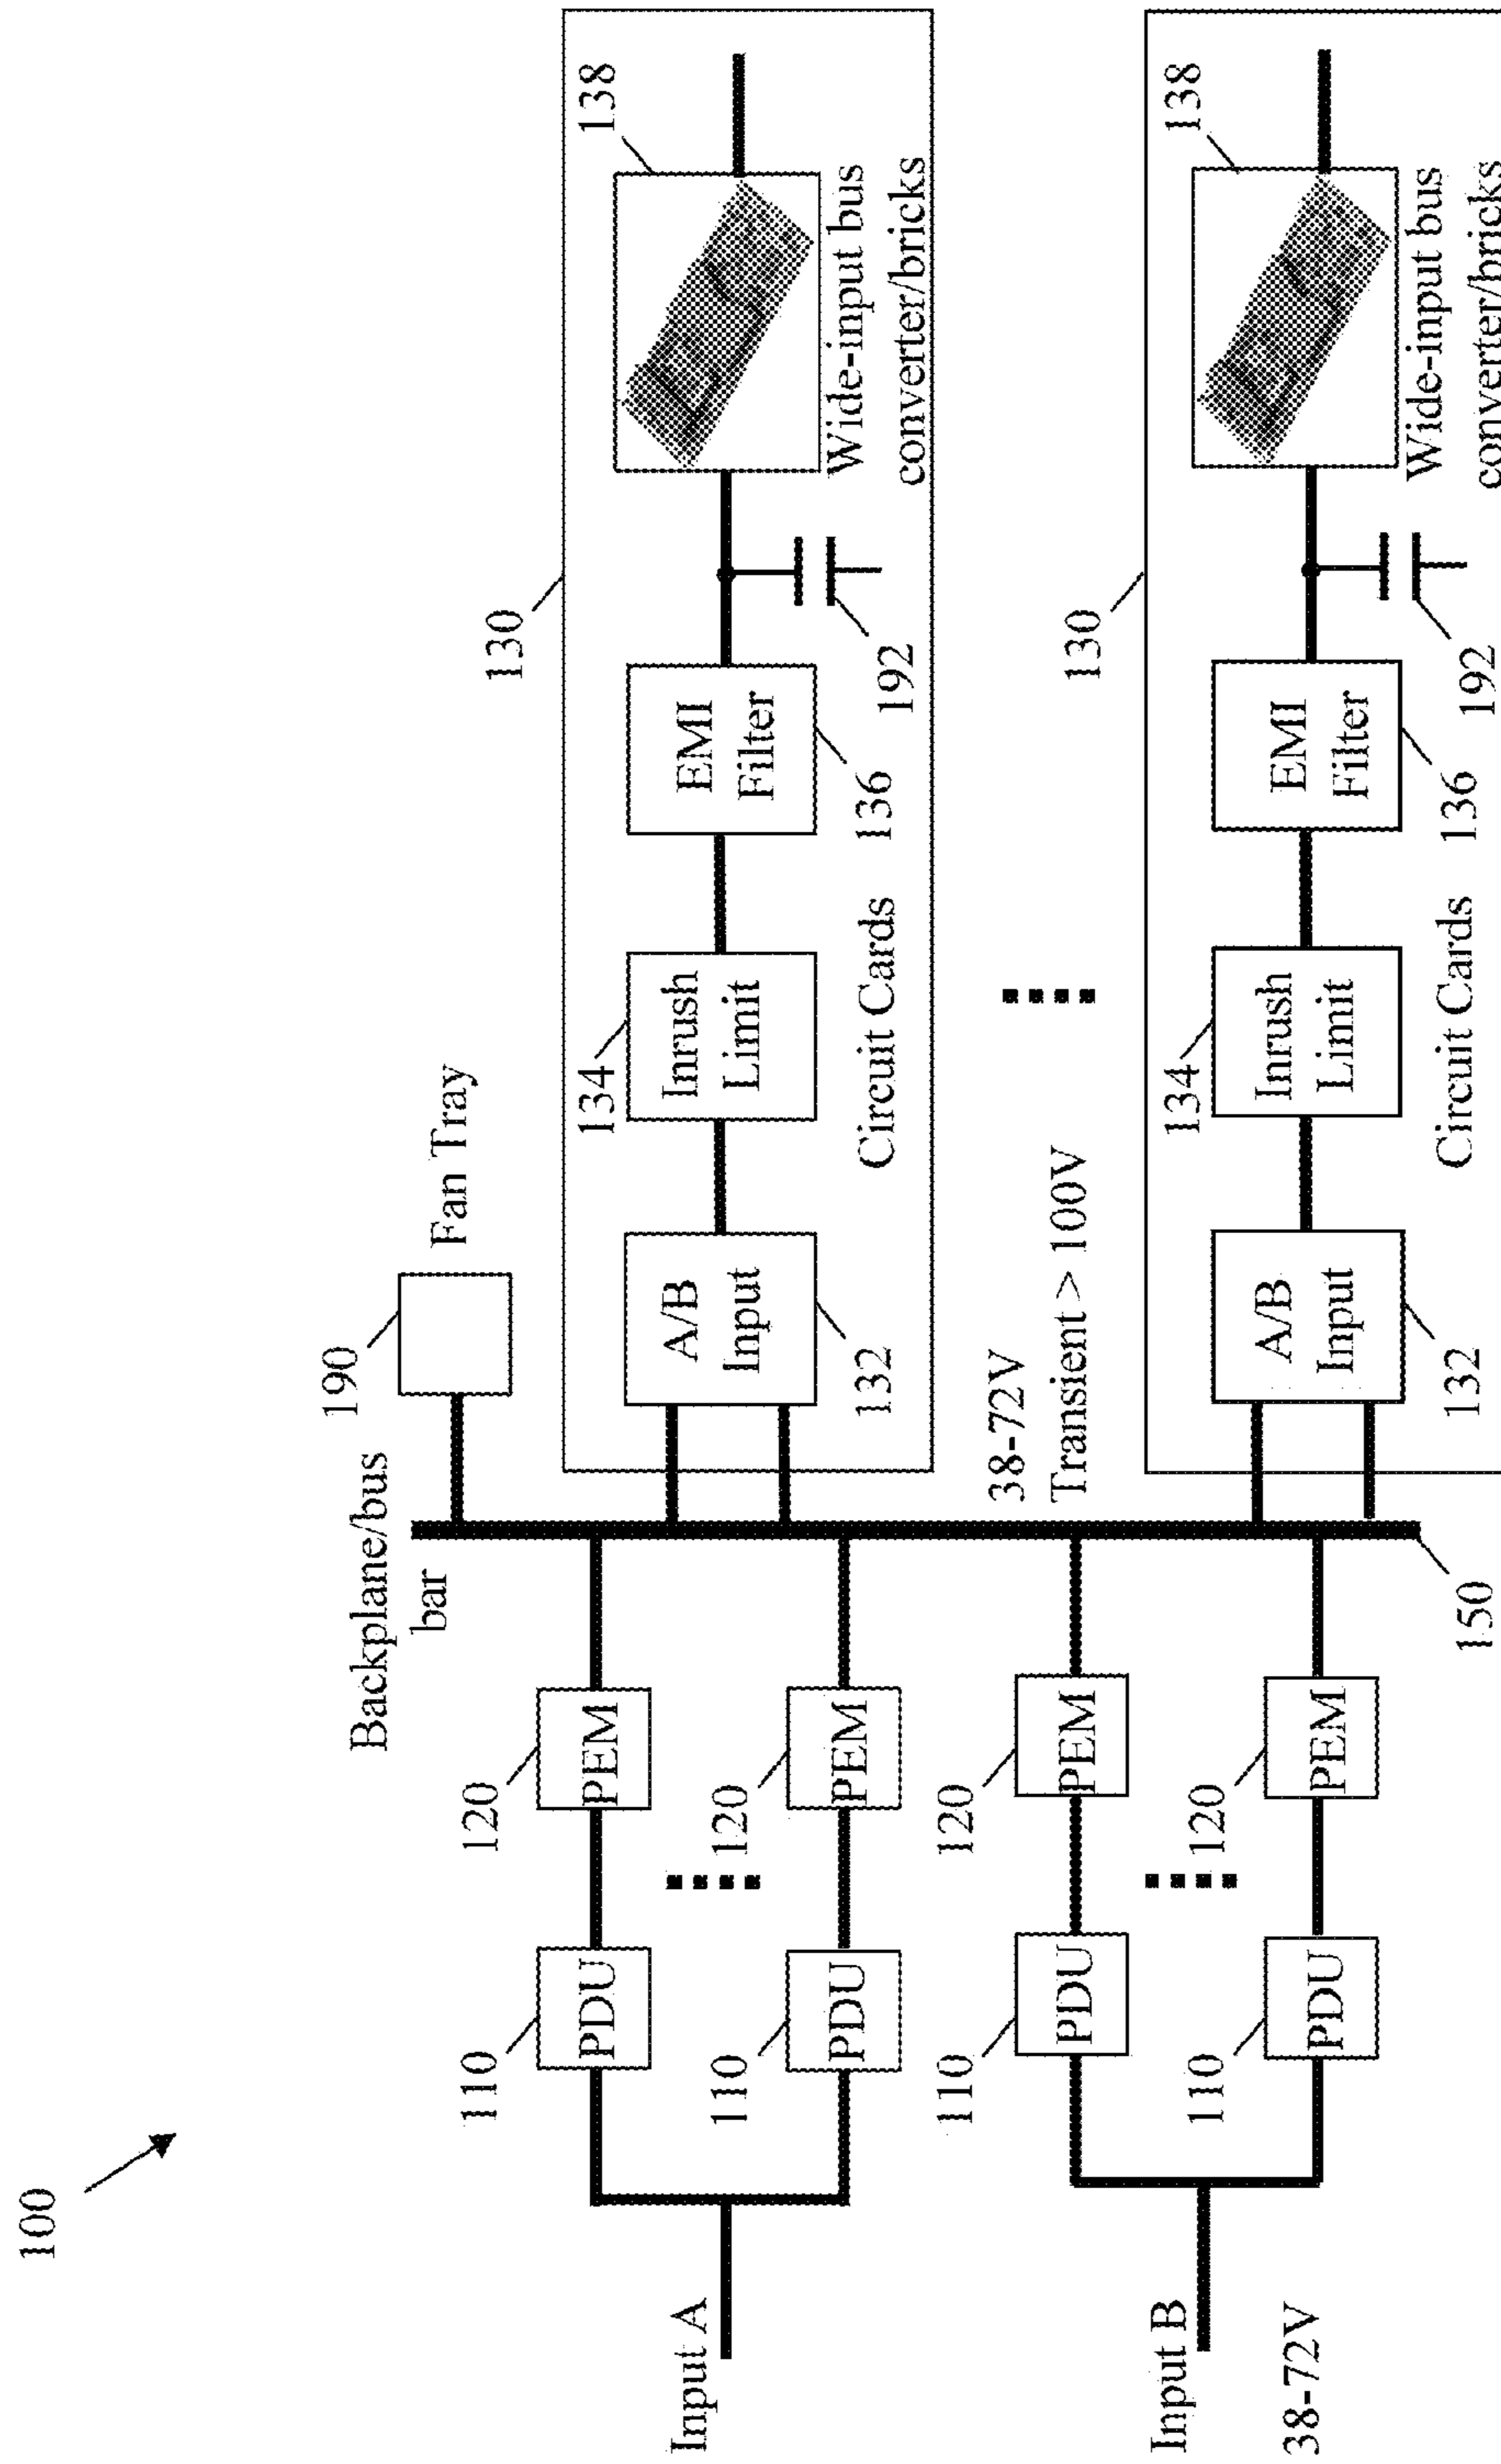 100
Input A
Input B
38-72V
110
PDU
120
PEM
110
PDU
120
PEM
110
PDU
120
PEM
110
PDU
120
PEM
Backplane/bus
bar
150
190
Fan Tray
38-72V
Transient > 100V
130
A/B
Input
132
134
Inrush
Limit
EMI
Filter
136
192
138
Wide-input bus
converter/bricks
Circuit Cards
130
A/B
Input
132
134
Inrush
Limit
EMI
Filter
136
192
138
Wide-input bus
converter/bricks
Circuit Cards